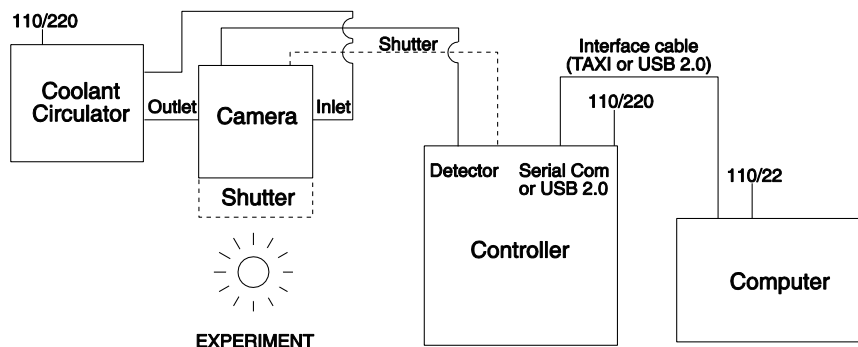 110/220
Coolant
Circulator
Outlet
Camera
Inlet
Shutter
Shutter
EXPERIMENT
Interface cable
(TAXI or USB 2.0)
110/220
Detector
Serial Com
or USB 2.0
Controller
110/22
Computer